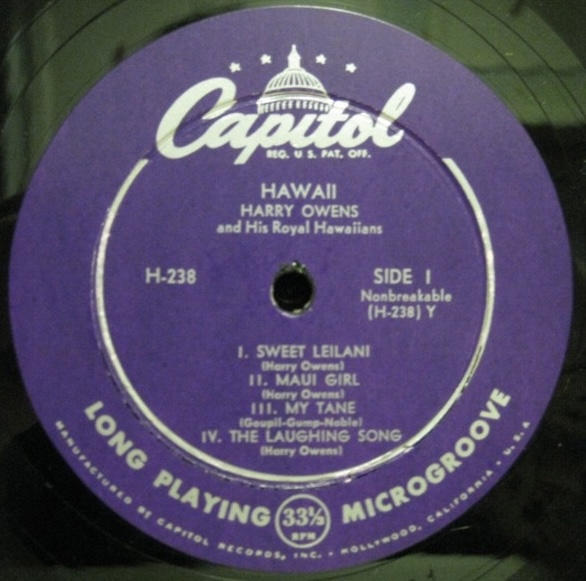 Capitol
REG. U. S. PAT. OFF.
HAWAII
HARRY OWENS
and His Royal Hawaiians
H-238
SIDE 1
Nonbreakable
(H-238) Y
I. SWEET LEILANI
(Harry Owens)
II. MAUI GIRL
(Harry Owens)
III. MY TANE
(Goupil-Gump-Noble)
IV. THE LAUGHING SONG
(Harry Owens)
LONG PLAYING 33⅓ RPM MICROGROOVE
MANUFACTURED BY CAPITOL RECORDS, INC. • HOLLYWOOD, CALIFORNIA • U.S.A